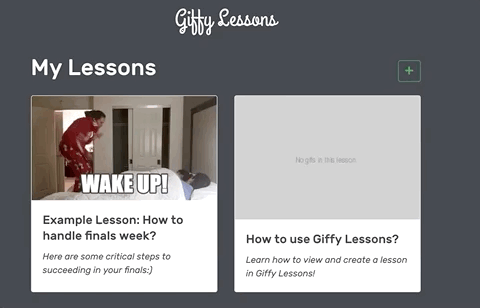 Giffy Lessons
My Lessons
+
WAKE UP!
No gifs in this lesson
Example Lesson: How to
handle finals week?
Here are some critical steps to
succeeding in your finals:)
How to use Giffy Lessons?
Learn how to view and create a lesson
in Giffy Lessons!